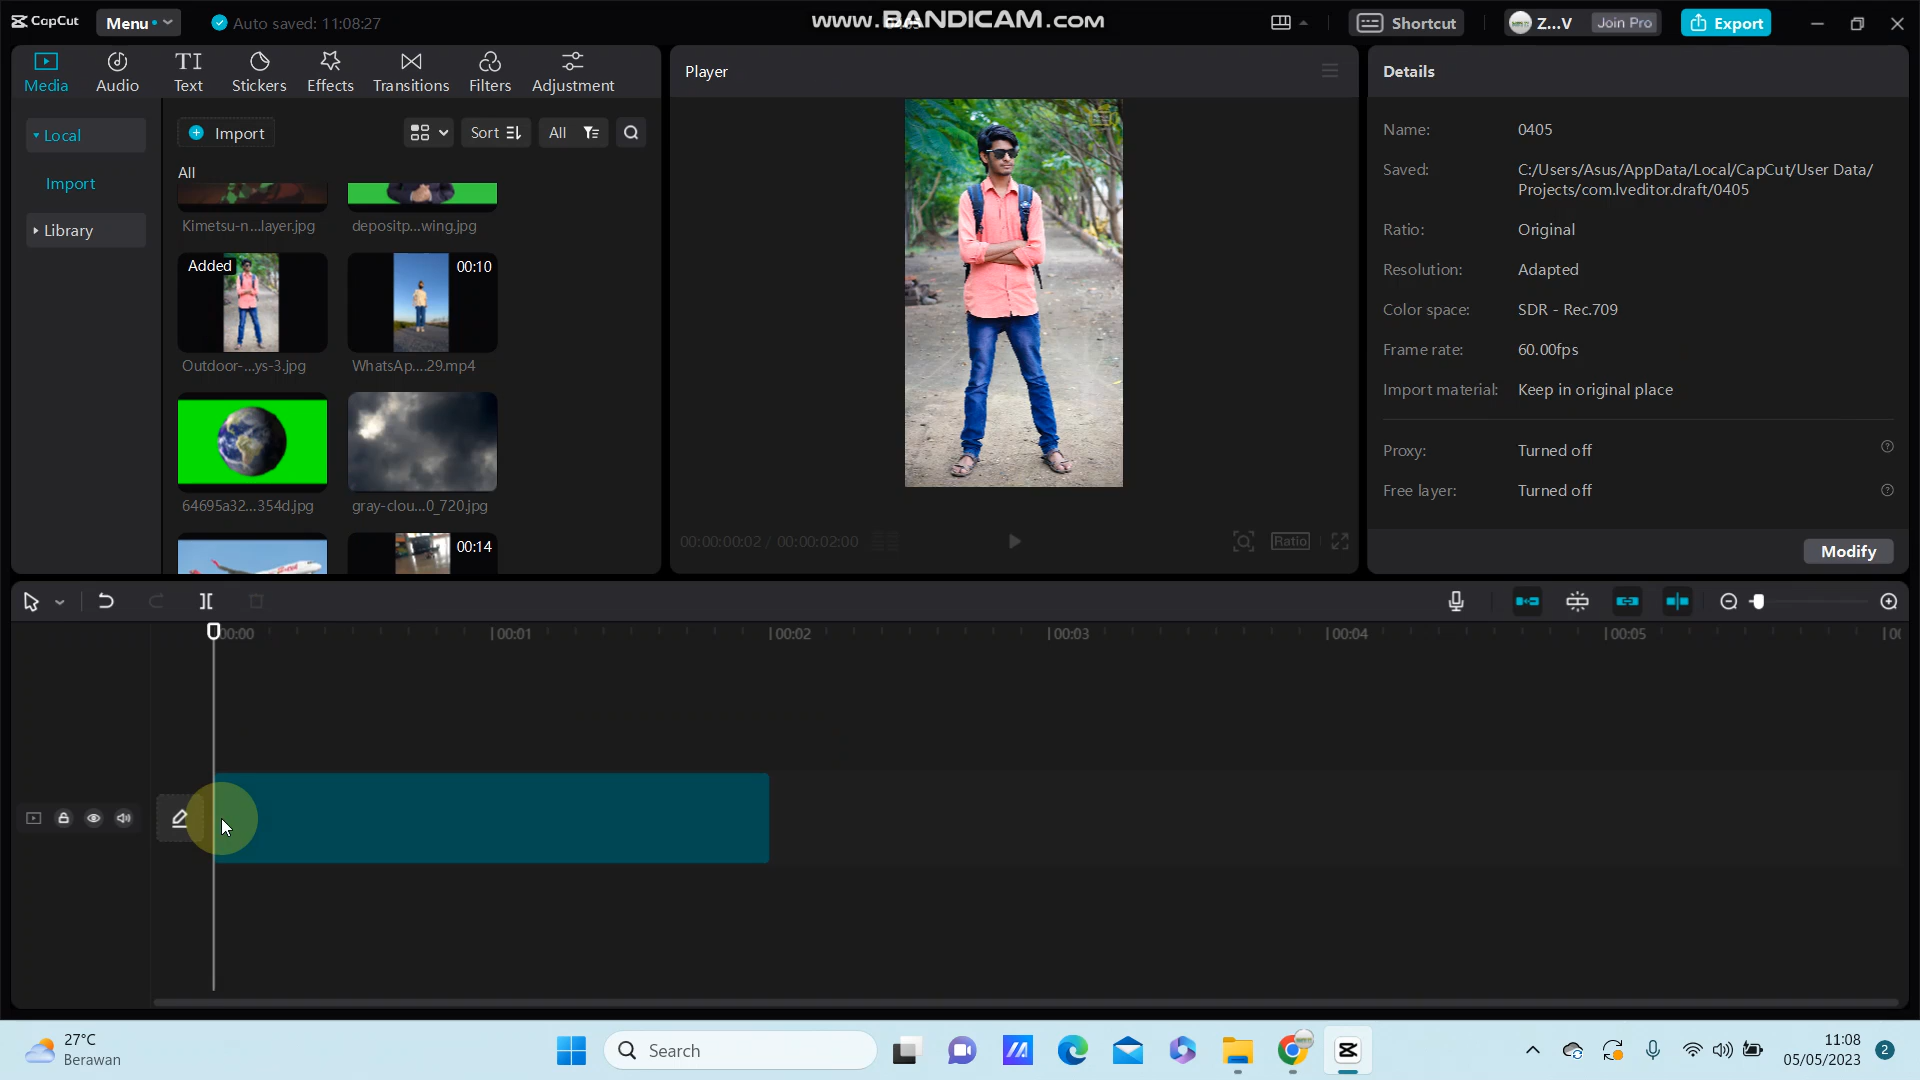 CapCut
Menu
Auto saved: 11:08:27
www.BANDICAM.com
Shortcut
Z...V
Join Pro
Export
Media
Audio
TI
Text
Stickers
Effects
Transitions
Filters
Adjustment
Player
Details
Local
Import
Library
Import
Sort
All
All
Kimetsu-n...layer.jpg
depositp...wing.jpg
Added
00:10
Outdoor-...ys-3.jpg
WhatsAp....29.mp4
64695a32...354d.jpg
gray-clou...0_720.jpg
00:14
00:00:00:02 / 00:00:02:00
Ratio
Name:
0405
Saved:
C:/Users/Asus/AppData/Local/CapCut/User Data/
Projects/com.lveditor.draft/0405
Ratio:
Original
Resolution:
Adapted
Color space:
SDR - Rec.709
Frame rate:
60.00fps
Import material:
Keep in original place
Proxy:
Turned off
Free layer:
Turned off
Modify
00:00
00:01
00:02
00:03
00:04
00:05
27°C
Berawan
Search
11:08
05/05/2023
2